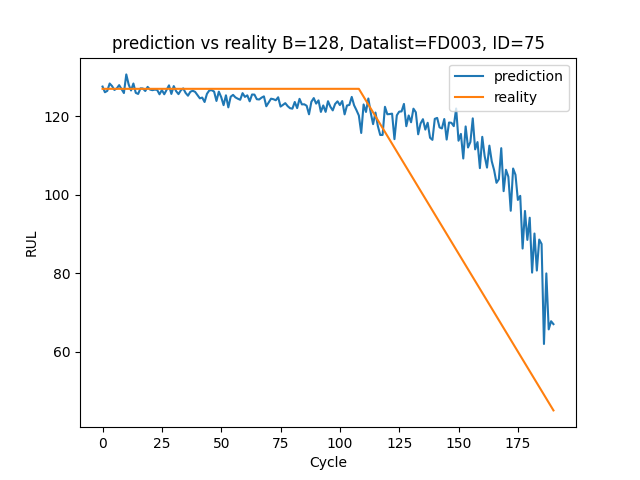 prediction vs reality B=128, Datalist=FD003, ID=75
prediction
reality
RUL
120
100
80
60
0 25 50 75 100 125 150 175
Cycle